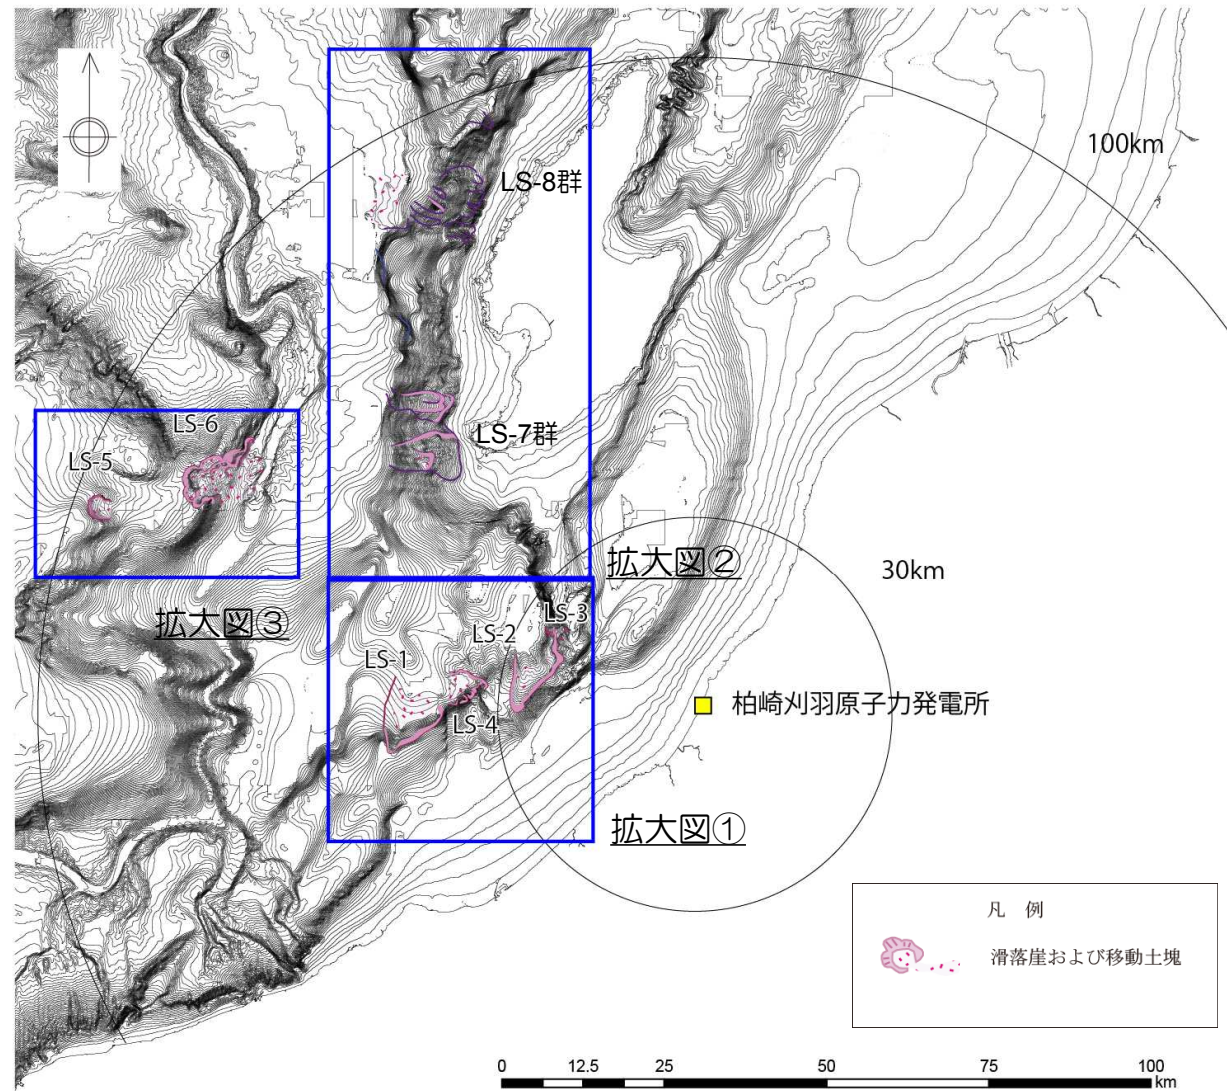 100km
LS-8群
LS-7群
LS-6
LS-5
拡大図②
30km
拡大図③
LS-3
LS-2
LS-1
LS-4
柏崎刈羽原子力発電所
拡大図①
凡 例
滑落崖および移動土塊
0 12.5 25 50 75 100
km